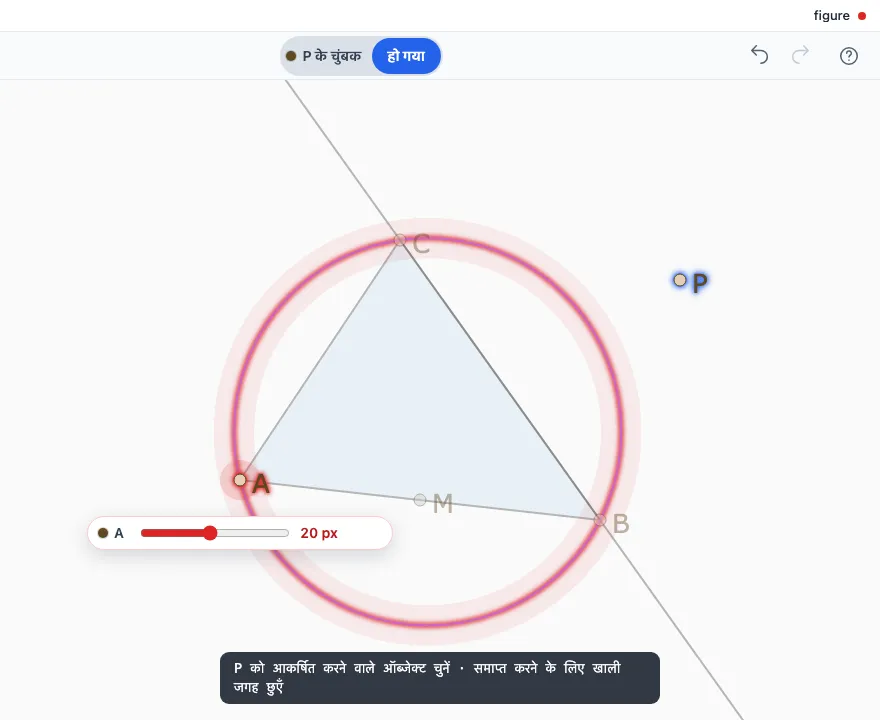 figure
P के चुंबक हो गया
C
P
A
M
B
A 20 px
P को आकर्षित करने वाले ऑब्जेक्ट चुनें · समाप्त करने के लिए खाली
जगह छुएँ